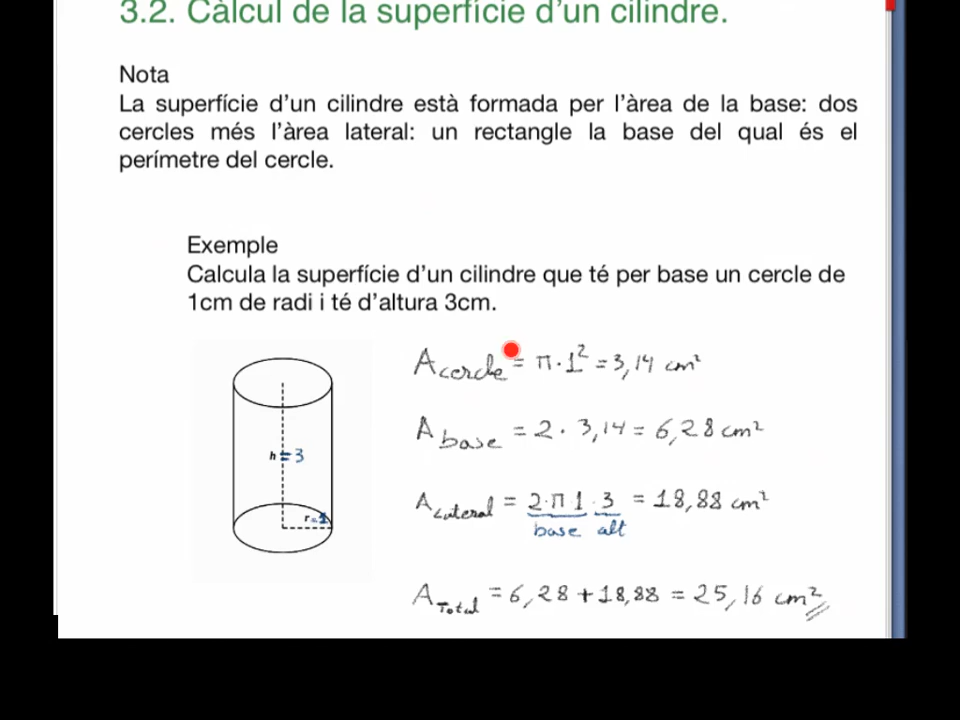 3.2. Càlcul de la superfície d'un cilindre.
Nota
La superfície d'un cilindre està formada per l'àrea de la base: dos
cercles més l'àrea lateral: un rectangle la base del qual és el
perímetre del cercle.
Exemple
Calcula la superfície d'un cilindre que té per base un cercle de
1cm de radi i té d'altura 3cm.
A cercle = π · 1² = 3,14 cm²
A base = 2 · 3,14 = 6,28 cm²
h = 3
A lateral = 2·π 1 · 3 = 18,88 cm²
r = 1
base alt
A Total = 6,28 + 18,88 = 25,16 cm²